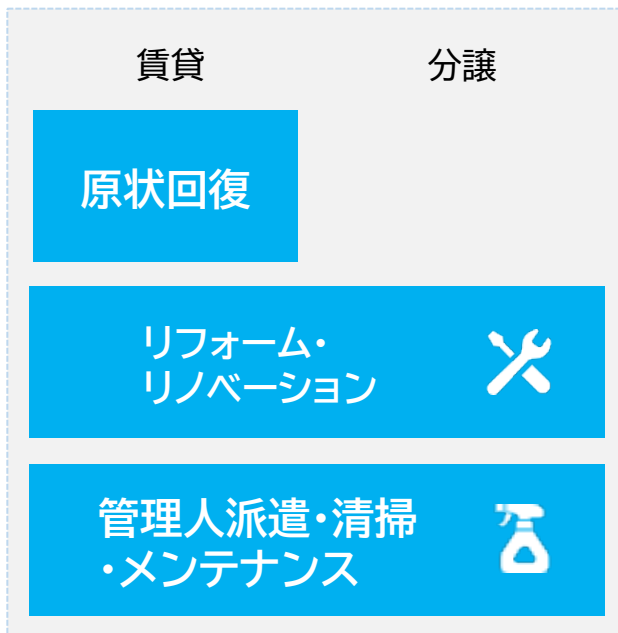 賃貸 分譲
原状回復
リフォーム・
リノベーション
管理人派遣・清掃
・メンテナンス